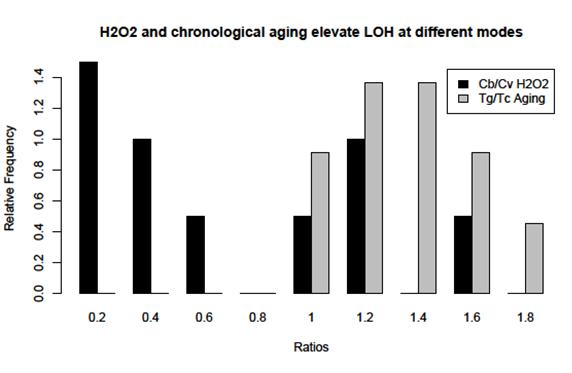 H2O2 and chronological aging elevate LOH at different modes
Cb/Cv H2O2
Tg/Tc Aging
Relative Frequency
1.4
1.2
1.0
0.8
0.6
0.4
0.2
0.0
0.2 0.4 0.6 0.8 1 1.2 1.4 1.6 1.8
Ratios